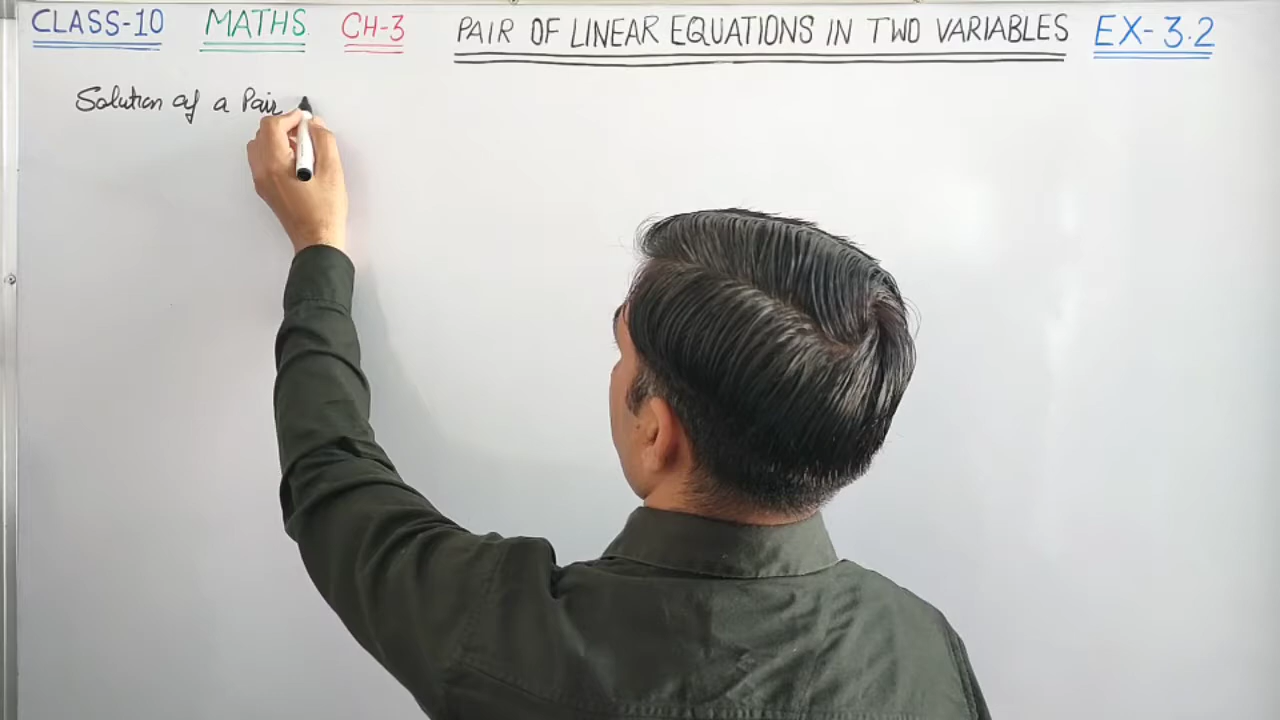 CLASS-10 MATHS CH-3 PAIR OF LINEAR EQUATIONS IN TWO VARIABLES EX-3.2
Solution of a Pair